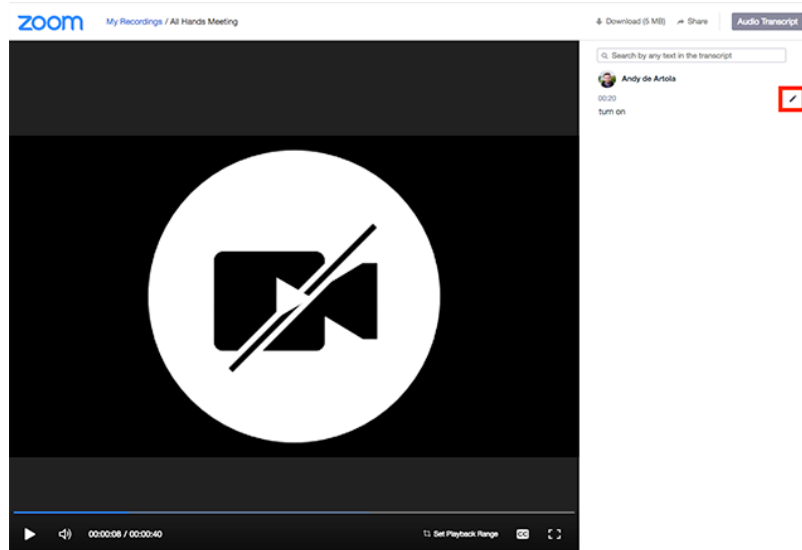 zoom My Recordings / All Hands Meeting Download (5 MB) Share Audio Transcript
Search by any text in the transcript
Andy de Artola
00:20
turn on
00:00:08 / 00:00:40 Set Playback Range CC